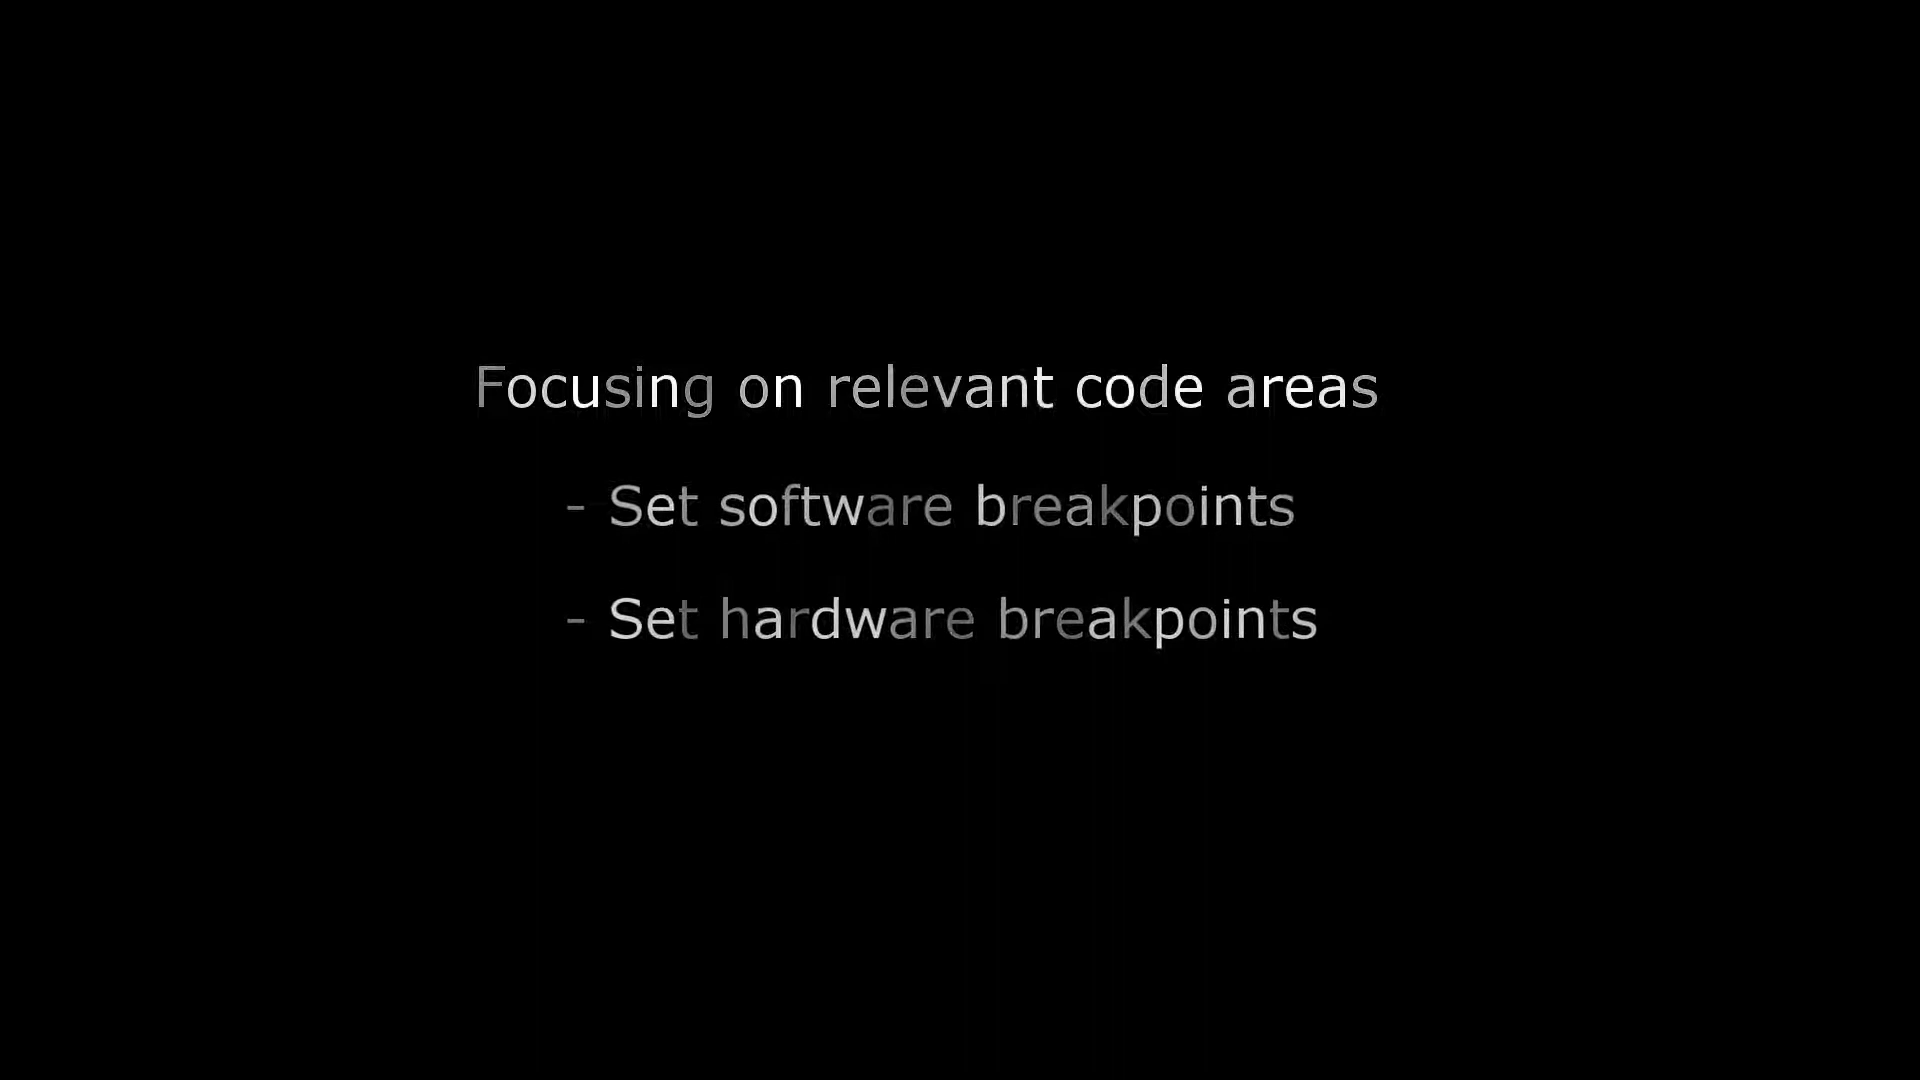 Focusing on relevant code areas
- Set software breakpoints
- Set hardware breakpoints